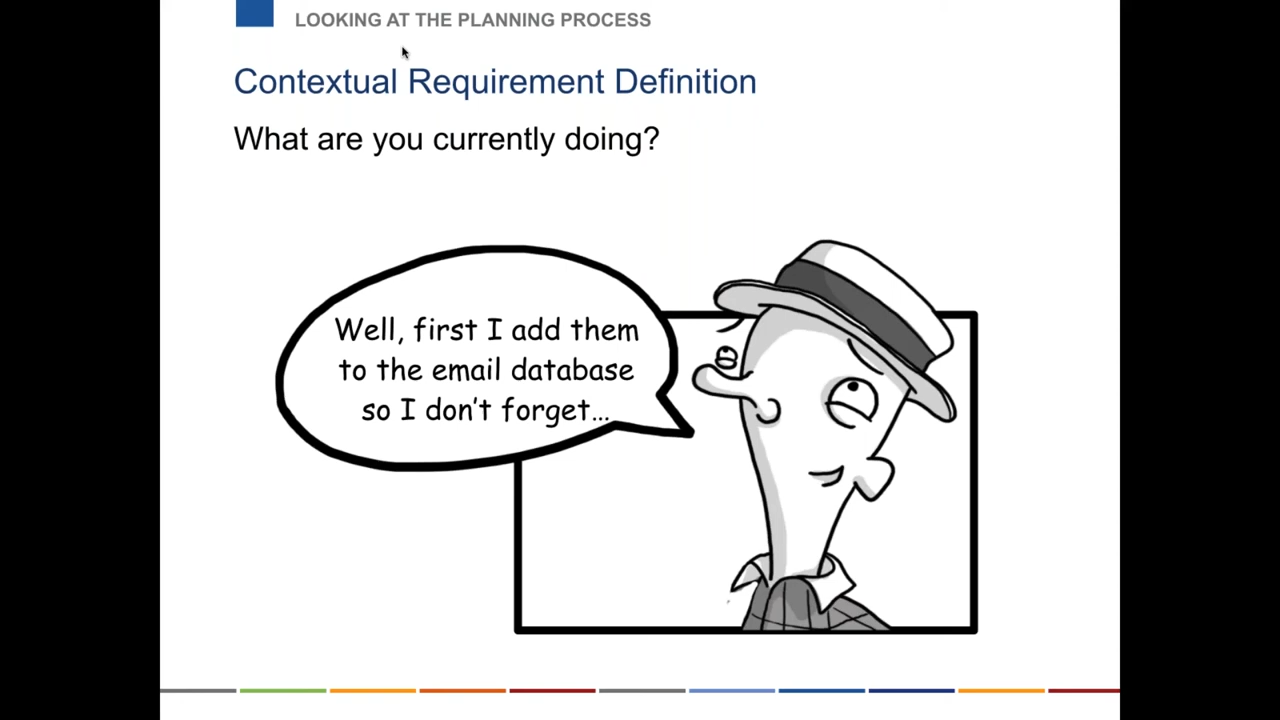 LOOKING AT THE PLANNING PROCESS
Contextual Requirement Definition
What are you currently doing?
Well, first I add them
to the email database
so I don't forget...